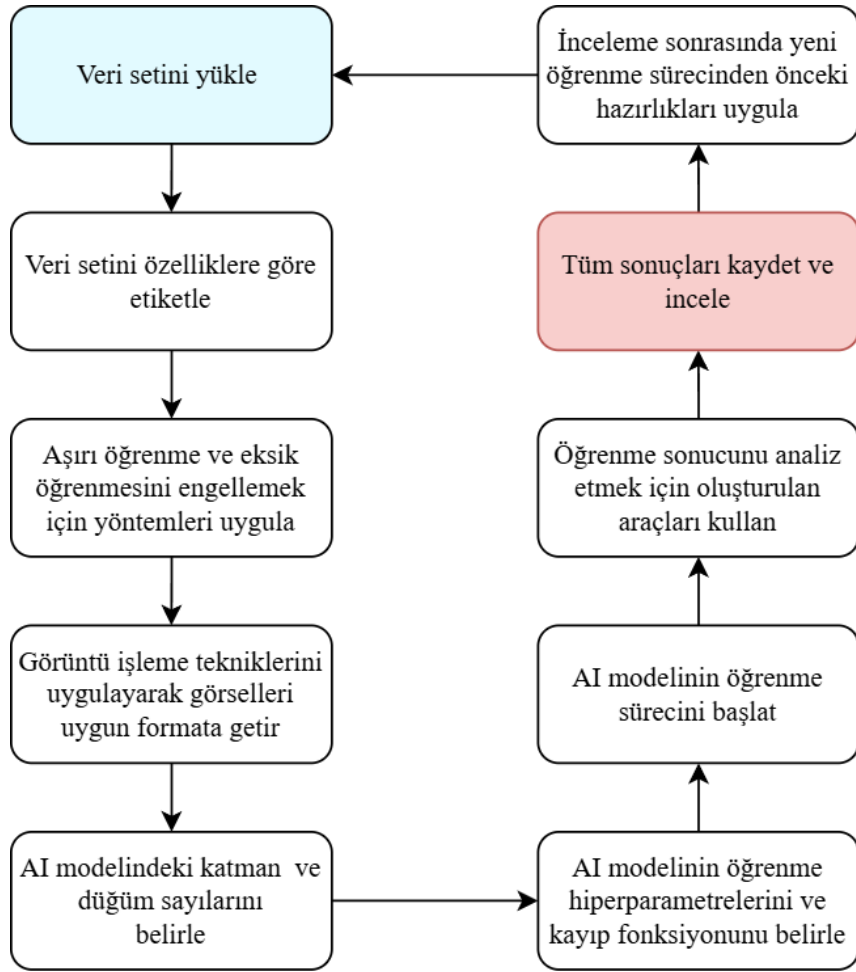 Veri setini yükle
Veri setini özelliklere göre
etiketle
Aşırı öğrenme ve eksik
öğrenmesini engellemek
için yöntemleri uygula
Görüntü işleme tekniklerini
uygulayarak görselleri
uygun formata getir
AI modelindeki katman ve
düğüm sayılarını
belirle
AI modelinin öğrenme
hiperparametrelerini ve
kayıp fonksiyonunu belirle
AI modelinin öğrenme
sürecini başlat
Öğrenme sonucunu analiz
etmek için oluşturulan
araçları kullan
Tüm sonuçları kaydet ve
incele
İnceleme sonrasında yeni
öğrenme sürecinden önceki
hazırlıkları uygula